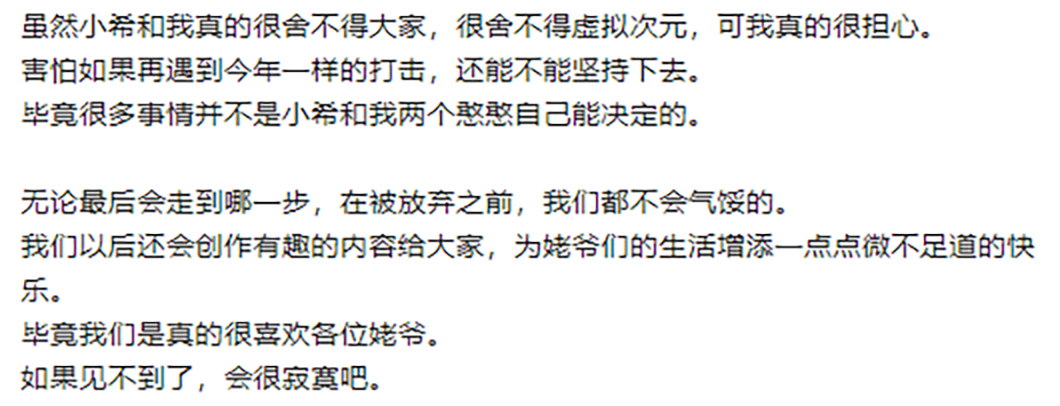 虽然小希和我真的很舍不得大家，很舍不得虚拟次元，可我真的很担心。
害怕如果再遇到今年一样的打击，还能不能坚持下去。
毕竟很多事情并不是小希和我两个憨憨自己能决定的。
无论最后会走到哪一步，在被放弃之前，我们都不会气馁的。
我们以后还会创作有趣的内容给大家，为姥爷们的生活增添一点点微不足道的快
乐。
毕竟我们是真的很喜欢各位姥爷。
如果见不到了，会很寂寞吧。